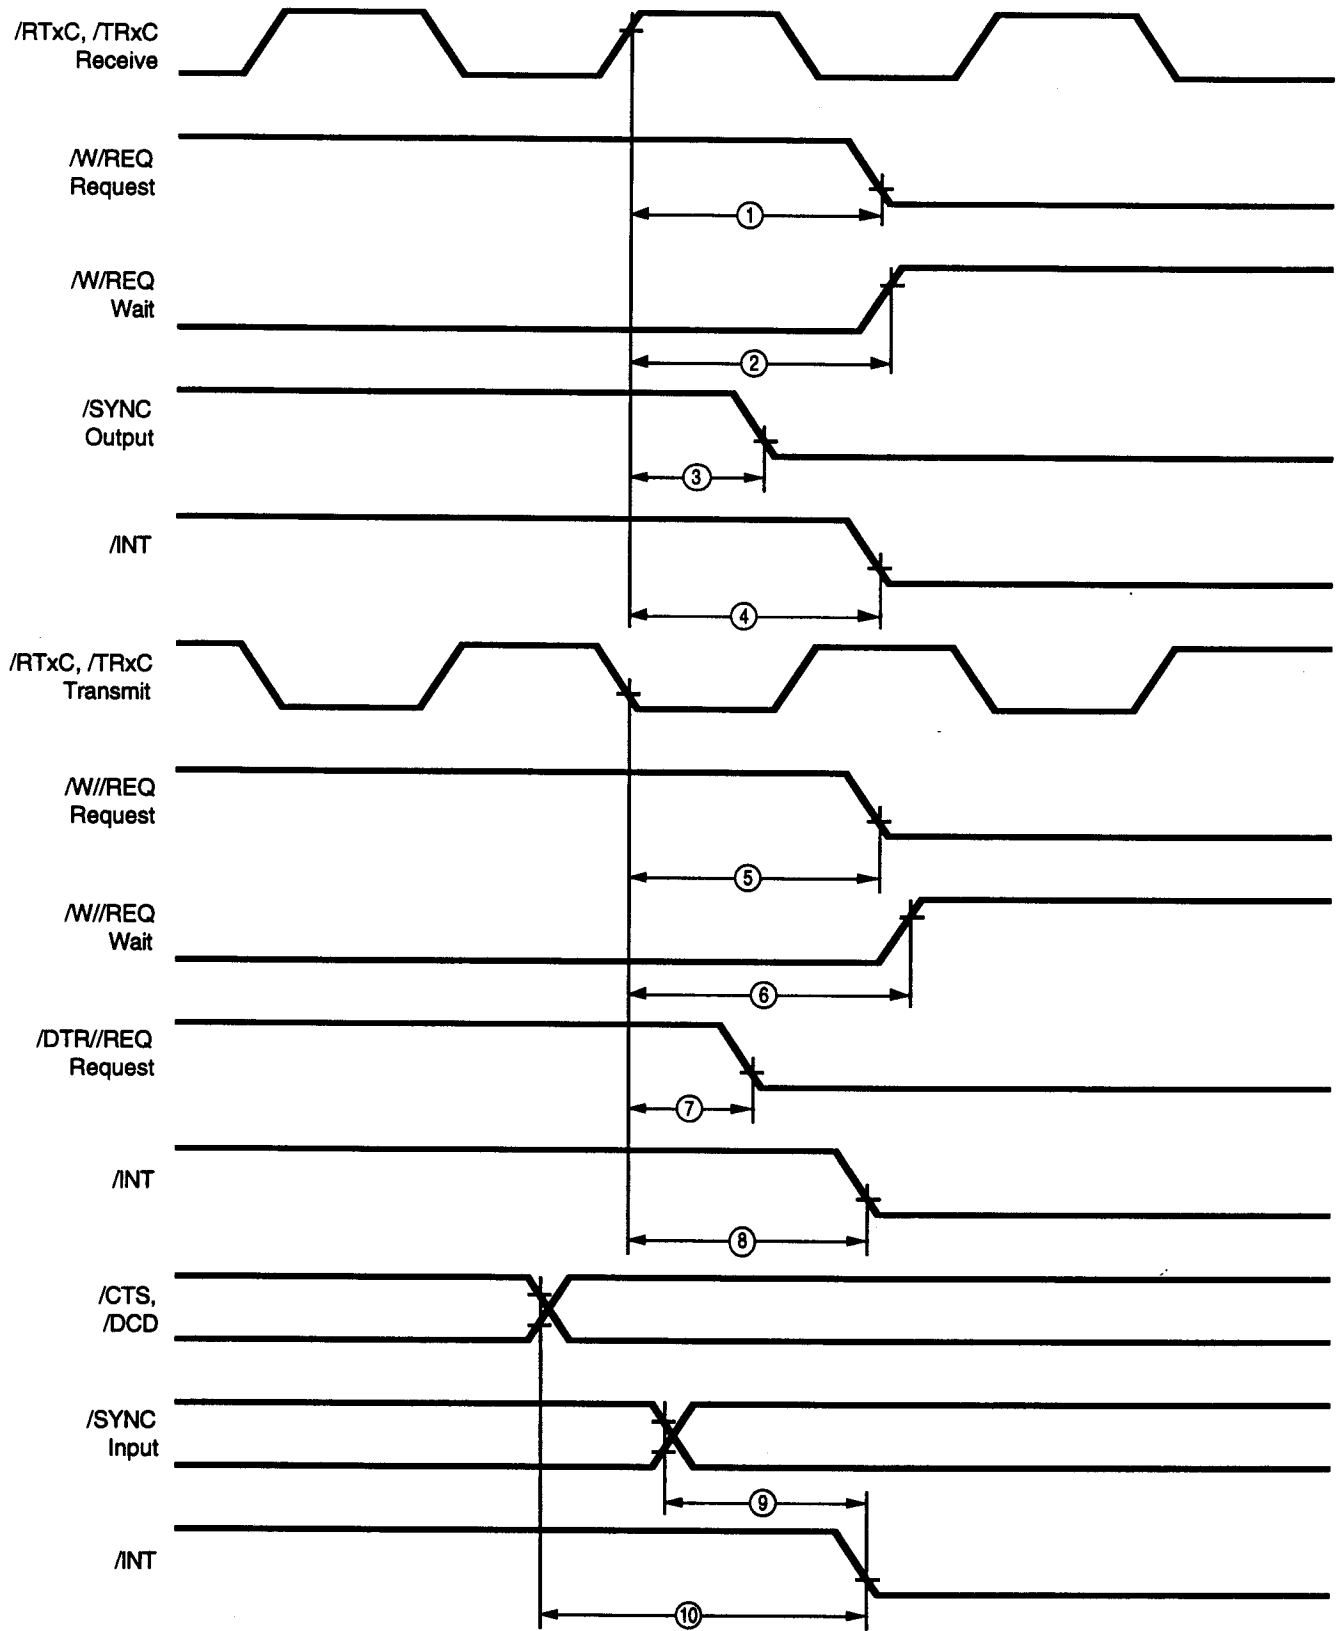 /RTxC, /TRxC
Receive
/W/REQ
Request
1
/W/REQ
Wait
2
/SYNC
Output
3
/INT
4
/RTxC, /TRxC
Transmit
/W//REQ
Request
5
/W//REQ
Wait
6
/DTR//REQ
Request
7
/INT
8
/CTS,
/DCD
/SYNC
Input
9
/INT
10